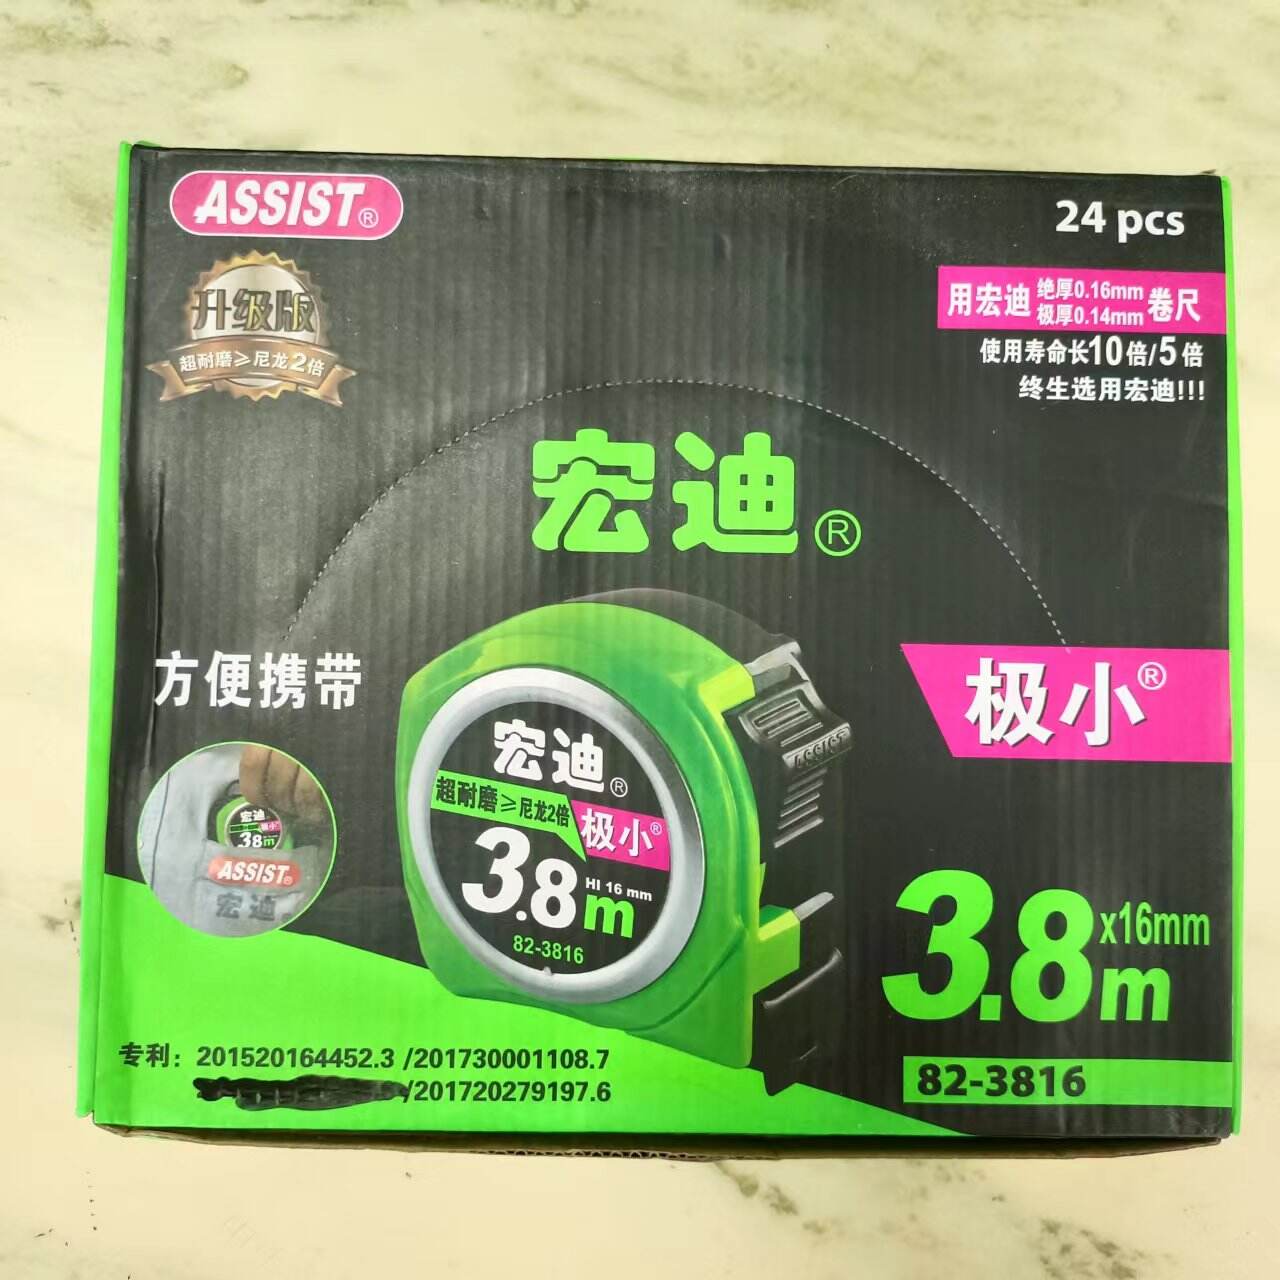 ASSIST®
24 pcs
升级版
超耐磨≥尼龙2倍
用宏迪 绝厚0.16mm 极厚0.14mm 卷尺
使用寿命长10倍/5倍
终生选用宏迪!!!
宏迪®
方便携带
极小®
宏迪®
超耐磨≥尼龙2倍
极小®
3.8m
HI 16 mm
82-3816
ASSIST
宏迪
极小
3.8m
ASSIST®
宏迪
3.8m
x16mm
82-3816
专利：201520164452.3 /201730001108.7
/201720279197.6